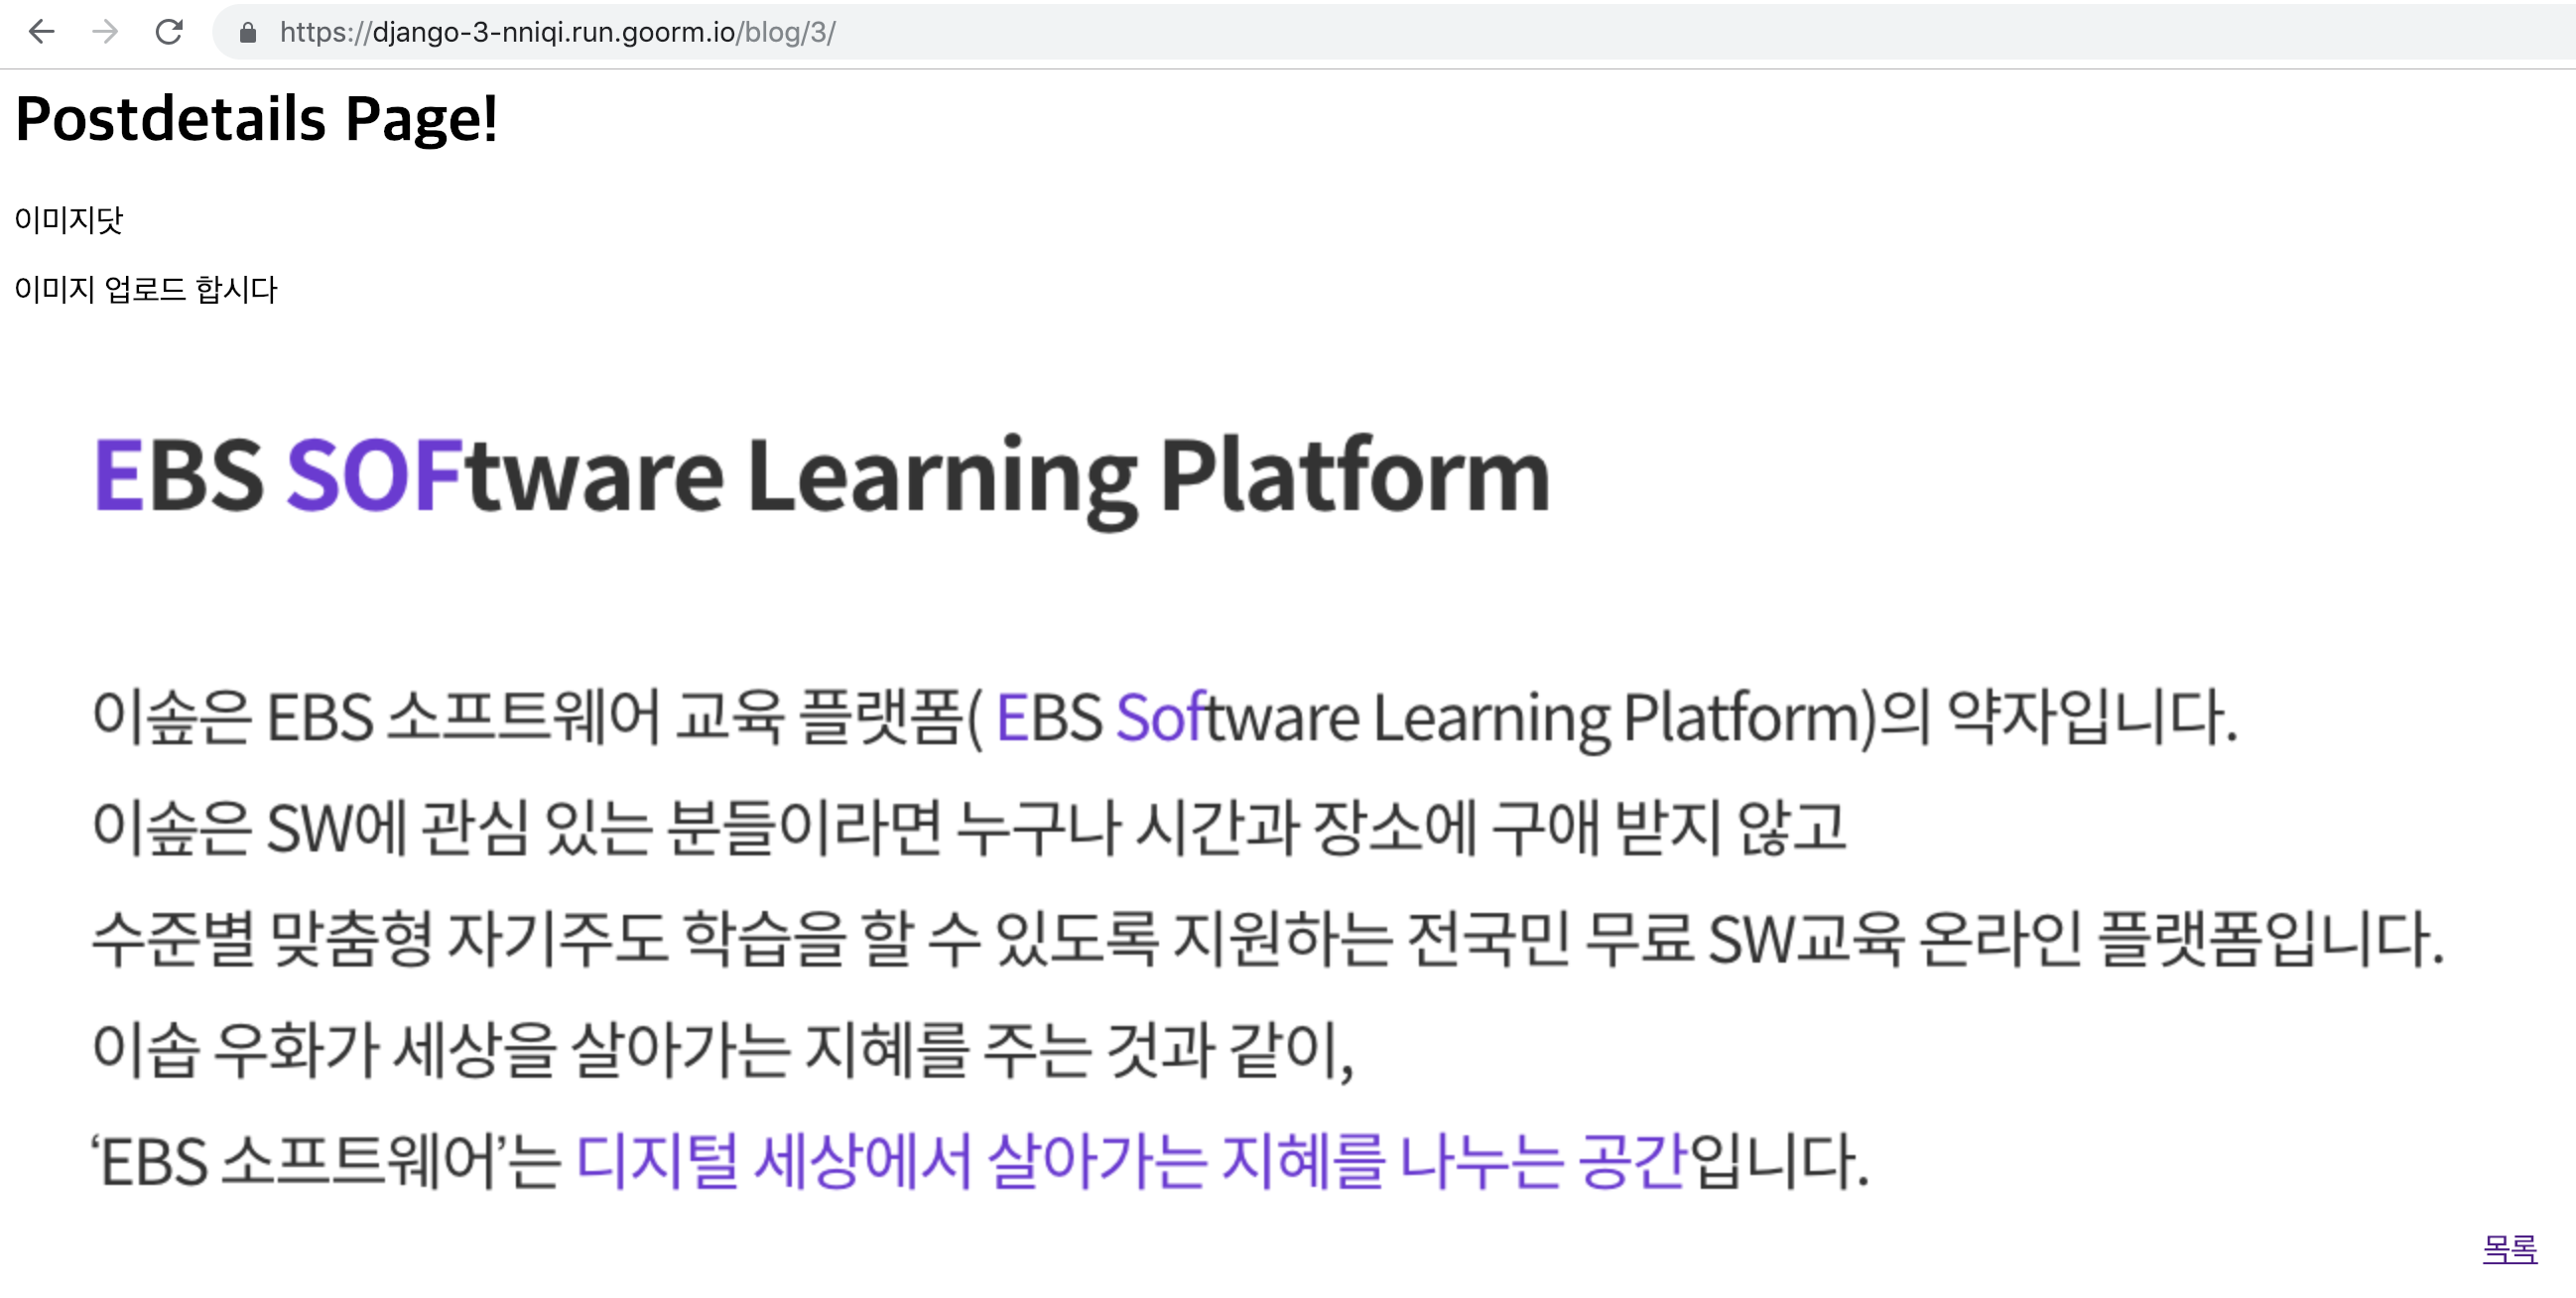 https://django-3-nniqi.run.goorm.io/blog/3/
Postdetails Page!
이미지닷
이미지 업로드 합시다
EBS SOFtware Learning Platform
이솦은 EBS 소프트웨어 교육 플랫폼( EBS Software Learning Platform)의 약자입니다.
이솦은 SW에 관심 있는 분들이라면 누구나 시간과 장소에 구애 받지 않고
수준별 맞춤형 자기주도 학습을 할 수 있도록 지원하는 전국민 무료 SW교육 온라인 플랫폼입니다.
이솝 우화가 세상을 살아가는 지혜를 주는 것과 같이,
‘EBS 소프트웨어’는 디지털 세상에서 살아가는 지혜를 나누는 공간입니다.
목록